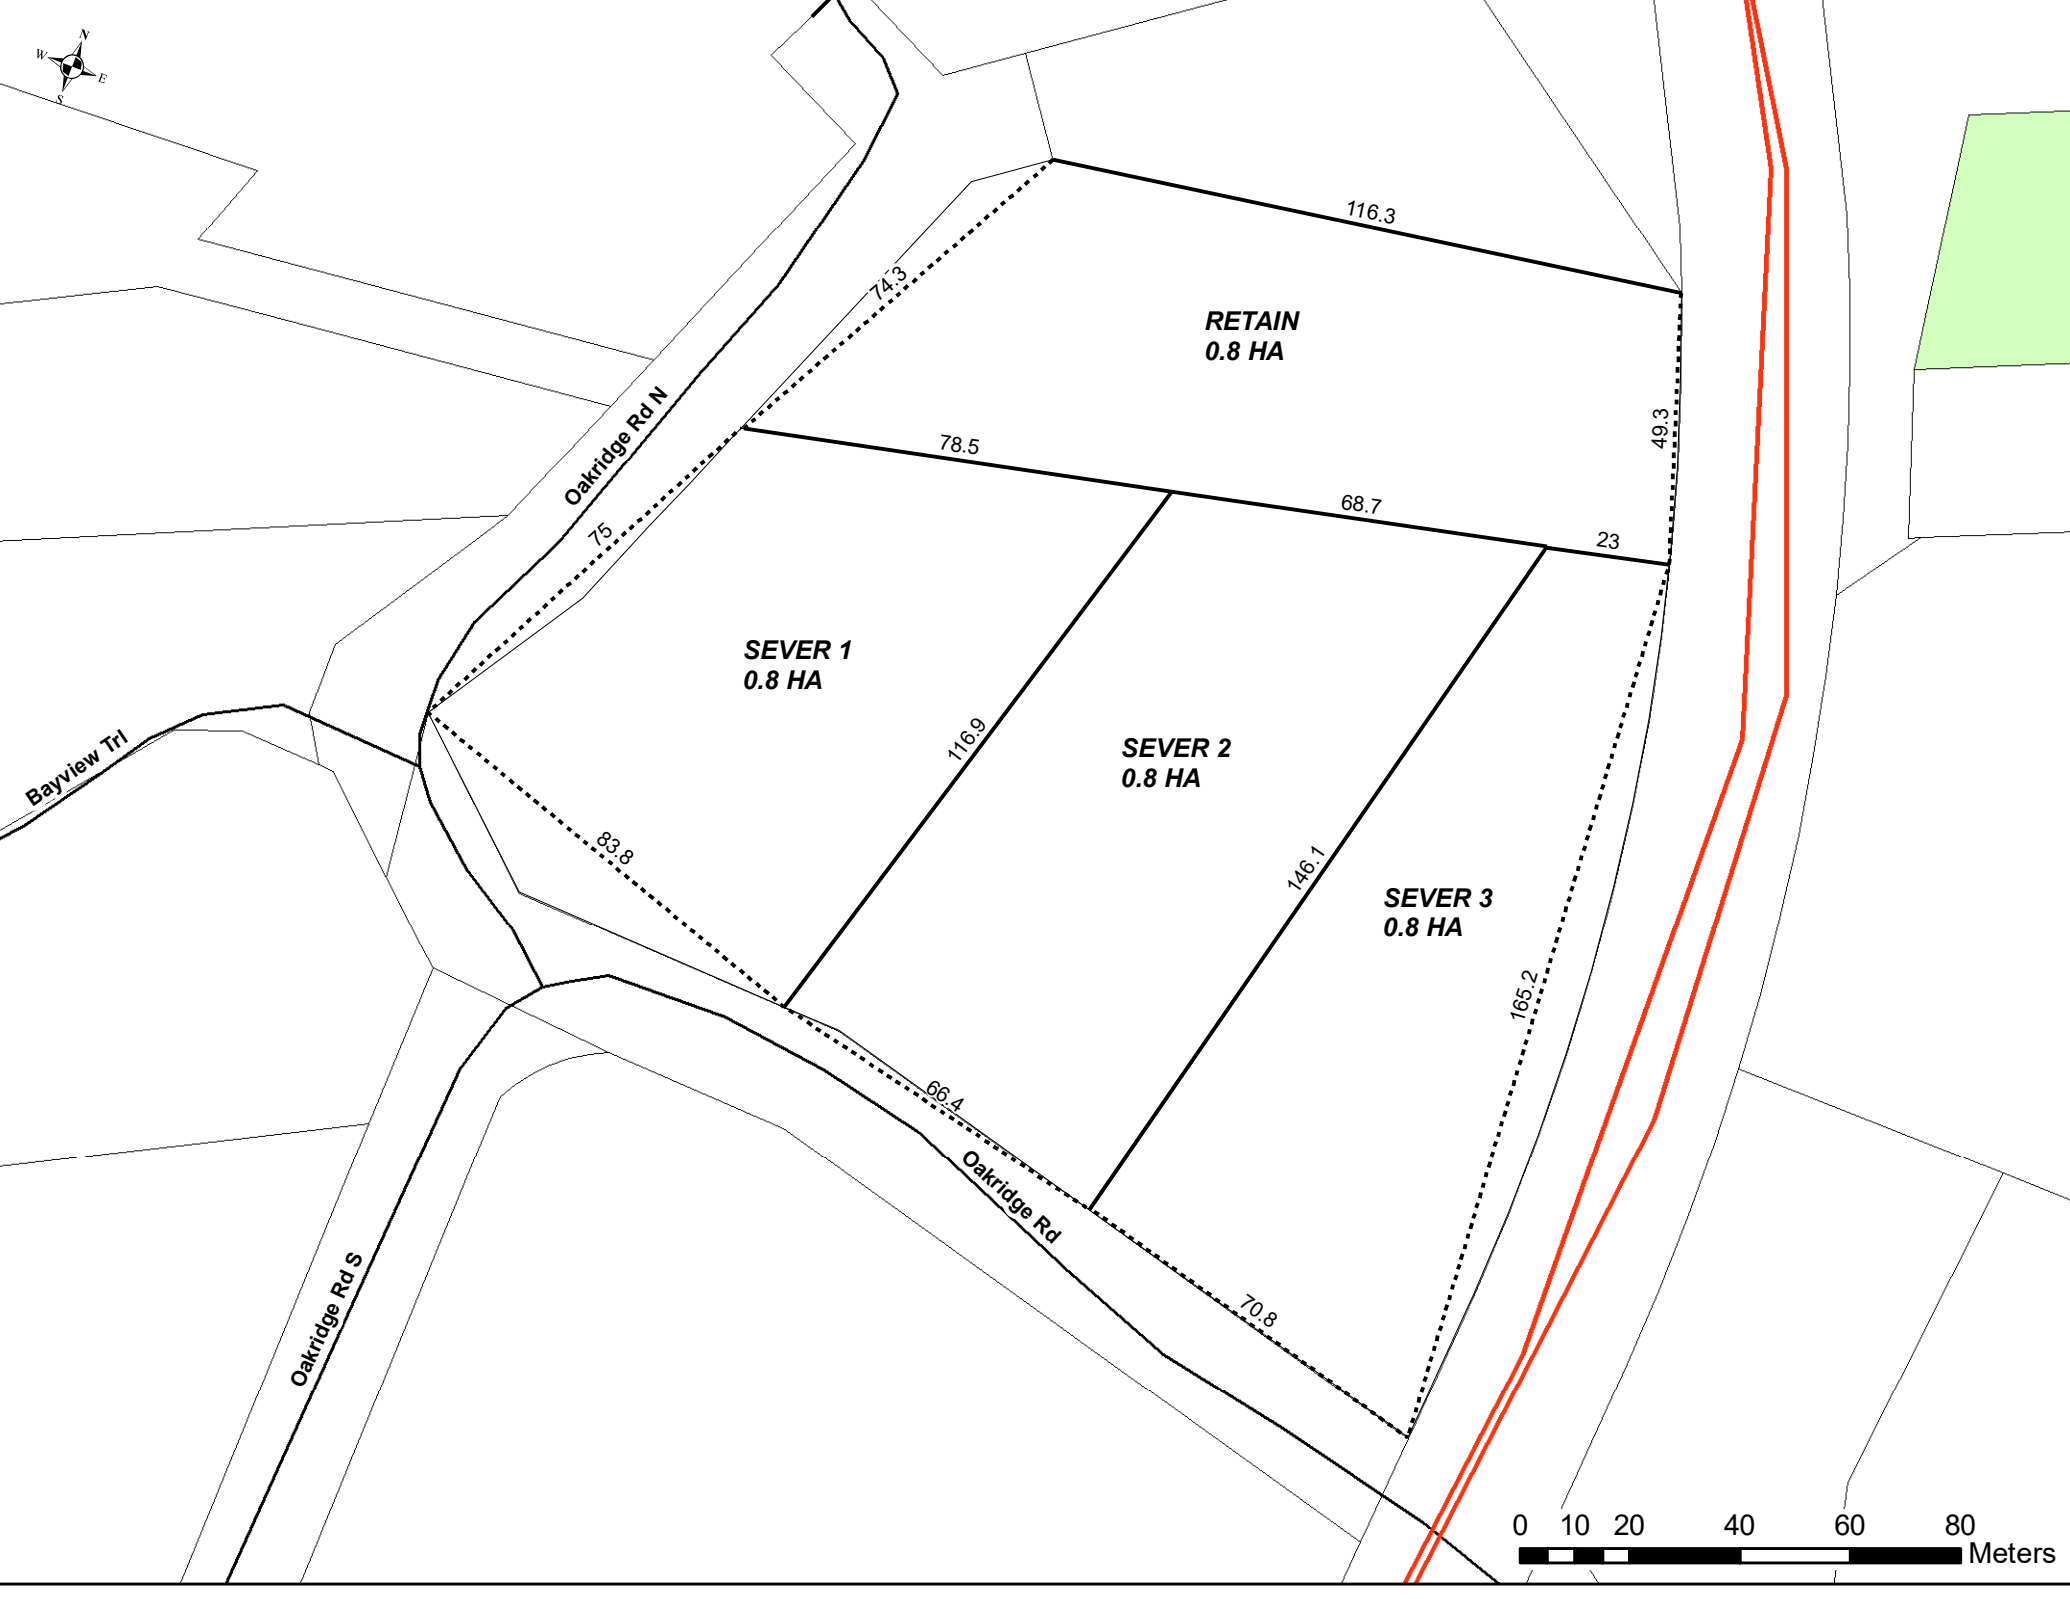 N
W
E
S
116.3
74.3
RETAIN
0.8 HA
49.3
Oakridge Rd N
78.5
68.7
23
75
SEVER 1
0.8 HA
116.9
SEVER 2
0.8 HA
Bayview Trl
83.8
146.1
SEVER 3
0.8 HA
165.2
66.4
Oakridge Rd
Oakridge Rd S
70.8
0 10 20 40 60 80
Meters